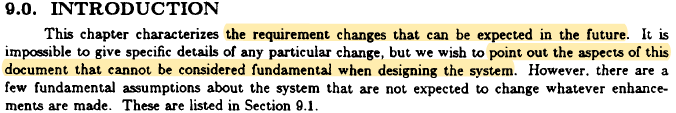 9.0. INTRODUCTION
This chapter characterizes the requirement changes that can be expected in the future. It is
impossible to give specific details of any particular change, but we wish to point out the aspects of this
document that cannot be considered fundamental when designing the system. However, there are a
few fundamental assumptions about the system that are not expected to change whatever enhance-
ments are made. These are listed in Section 9.1.